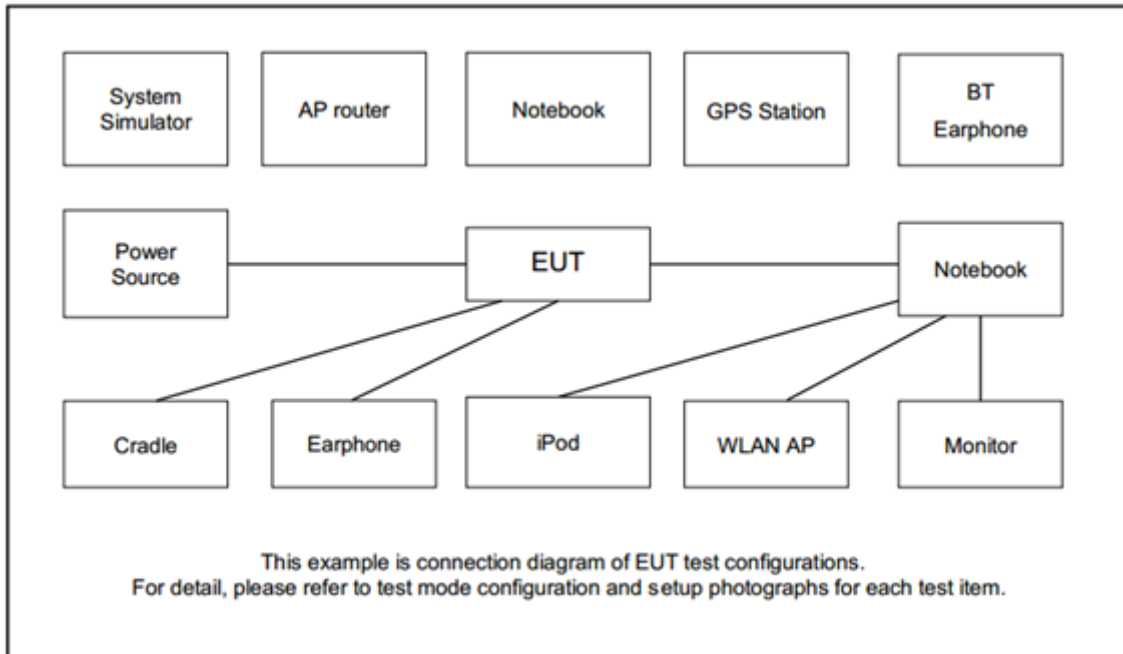 System
Simulator
AP router
Notebook
GPS Station
BT
Earphone
Power
Source
EUT
Notebook
Cradle
Earphone
iPod
WLAN AP
Monitor
This example is connection diagram of EUT test configurations.
For detail, please refer to test mode configuration and setup photographs for each test item.